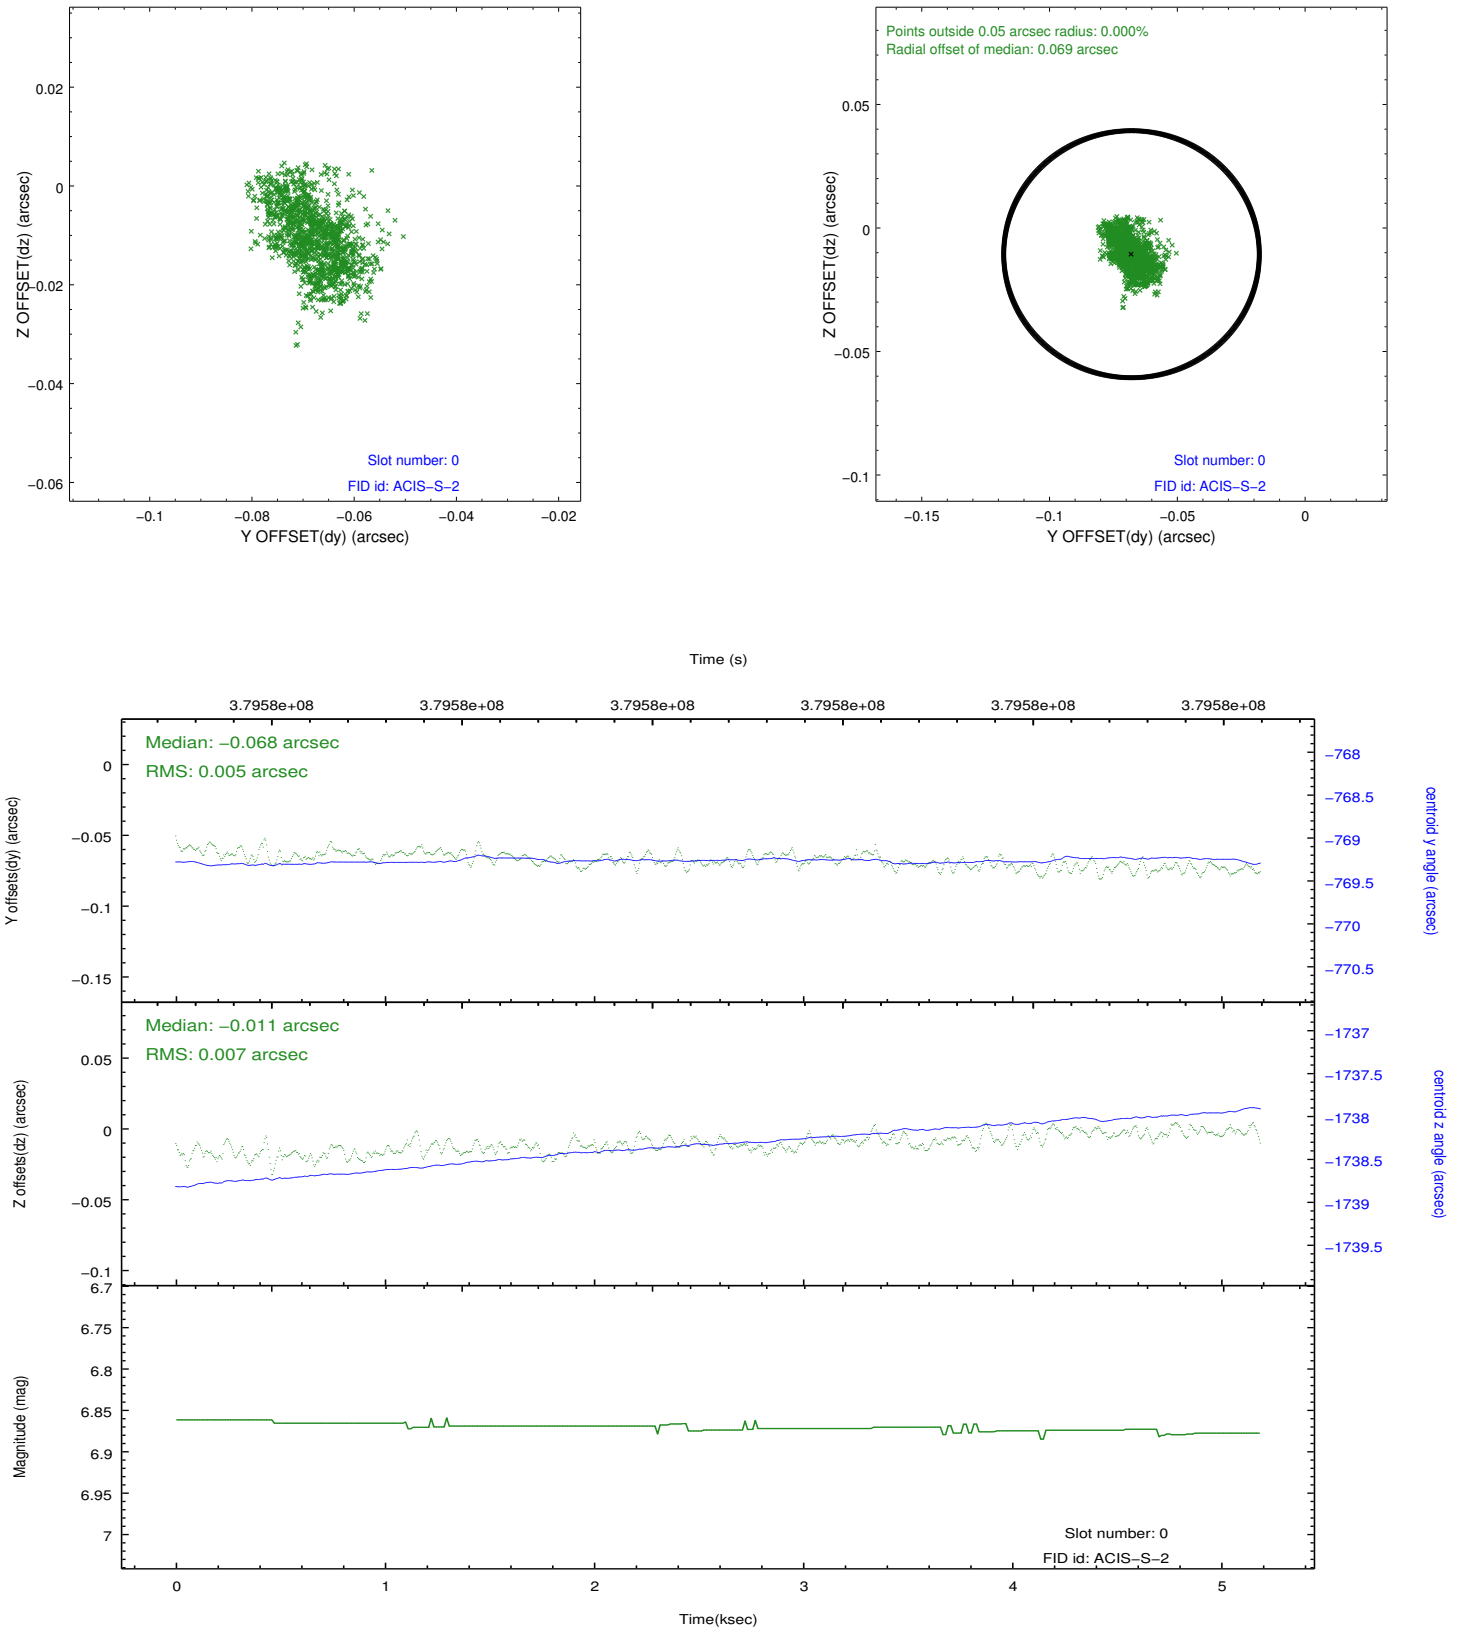 0.02
0
−0.02
−0.04
−0.06
Z OFFSET(dz) (arcsec)
Slot number: 0
FID id: ACIS−S−2
−0.1
−0.08
−0.06
−0.04
−0.02
Y OFFSET(dy) (arcsec)
Points outside 0.05 arcsec radius: 0.000%
Radial offset of median: 0.069 arcsec
0.05
0
−0.05
−0.1
Z OFFSET(dz) (arcsec)
Slot number: 0
FID id: ACIS−S−2
−0.15
−0.1
−0.05
0
Y OFFSET(dy) (arcsec)
Time (s)
3.7958e+08
3.7958e+08
3.7958e+08
3.7958e+08
3.7958e+08
3.7958e+08
Median: −0.068 arcsec
RMS: 0.005 arcsec
0
−0.05
−0.1
−0.15
Y offsets(dy) (arcsec)
−768
−768.5
−769
−769.5
−770
−770.5
centroid y angle (arcsec)
Median: −0.011 arcsec
RMS: 0.007 arcsec
0.05
0
−0.05
−0.1
Z offsets(dz) (arcsec)
−1737
−1737.5
−1738
−1738.5
−1739
−1739.5
centroid z angle (arcsec)
6.7
6.75
6.8
6.85
6.9
6.95
7
Magnitude (mag)
Slot number: 0
FID id: ACIS−S−2
0
1
2
3
4
5
Time(ksec)